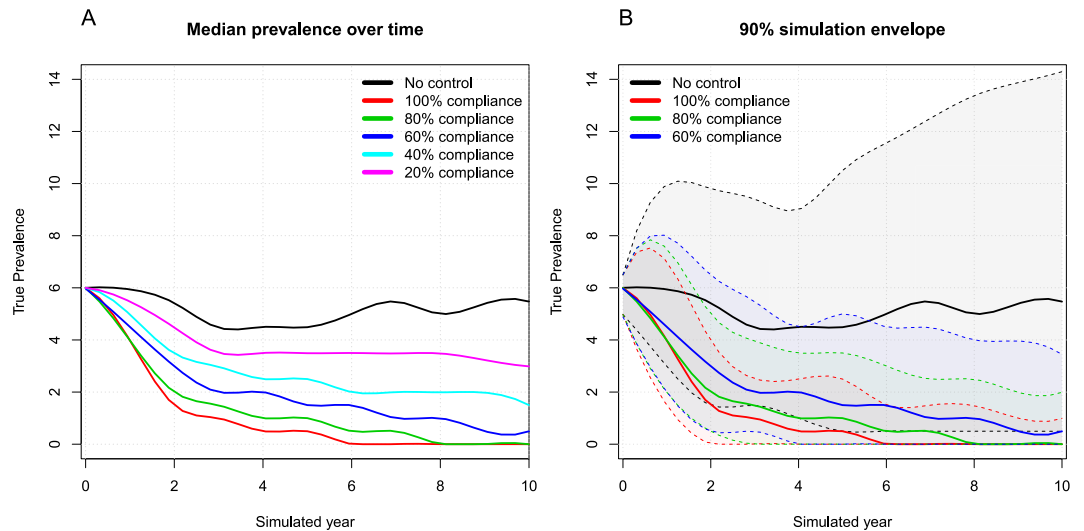 A
Median prevalence over time
True Prevalence
14
12
10
8
6
4
2
0
No control
100% compliance
80% compliance
60% compliance
40% compliance
20% compliance
0 2 4 6 8 10
Simulated year
B
90% simulation envelope
True Prevalence
14
12
10
8
6
4
2
0
No control
100% compliance
80% compliance
60% compliance
0 2 4 6 8 10
Simulated year